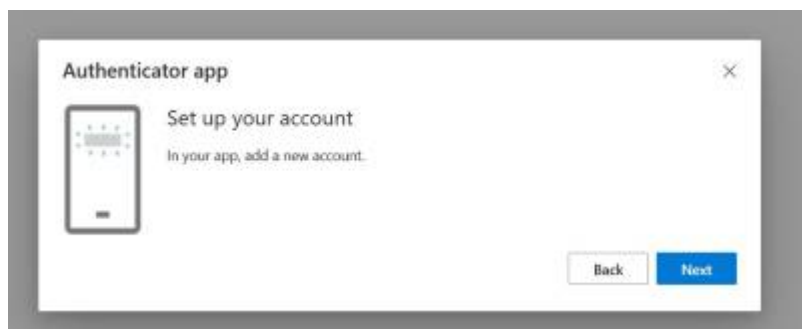 Authenticator app
Set up your account
In your app, add a new account.
Back
Next